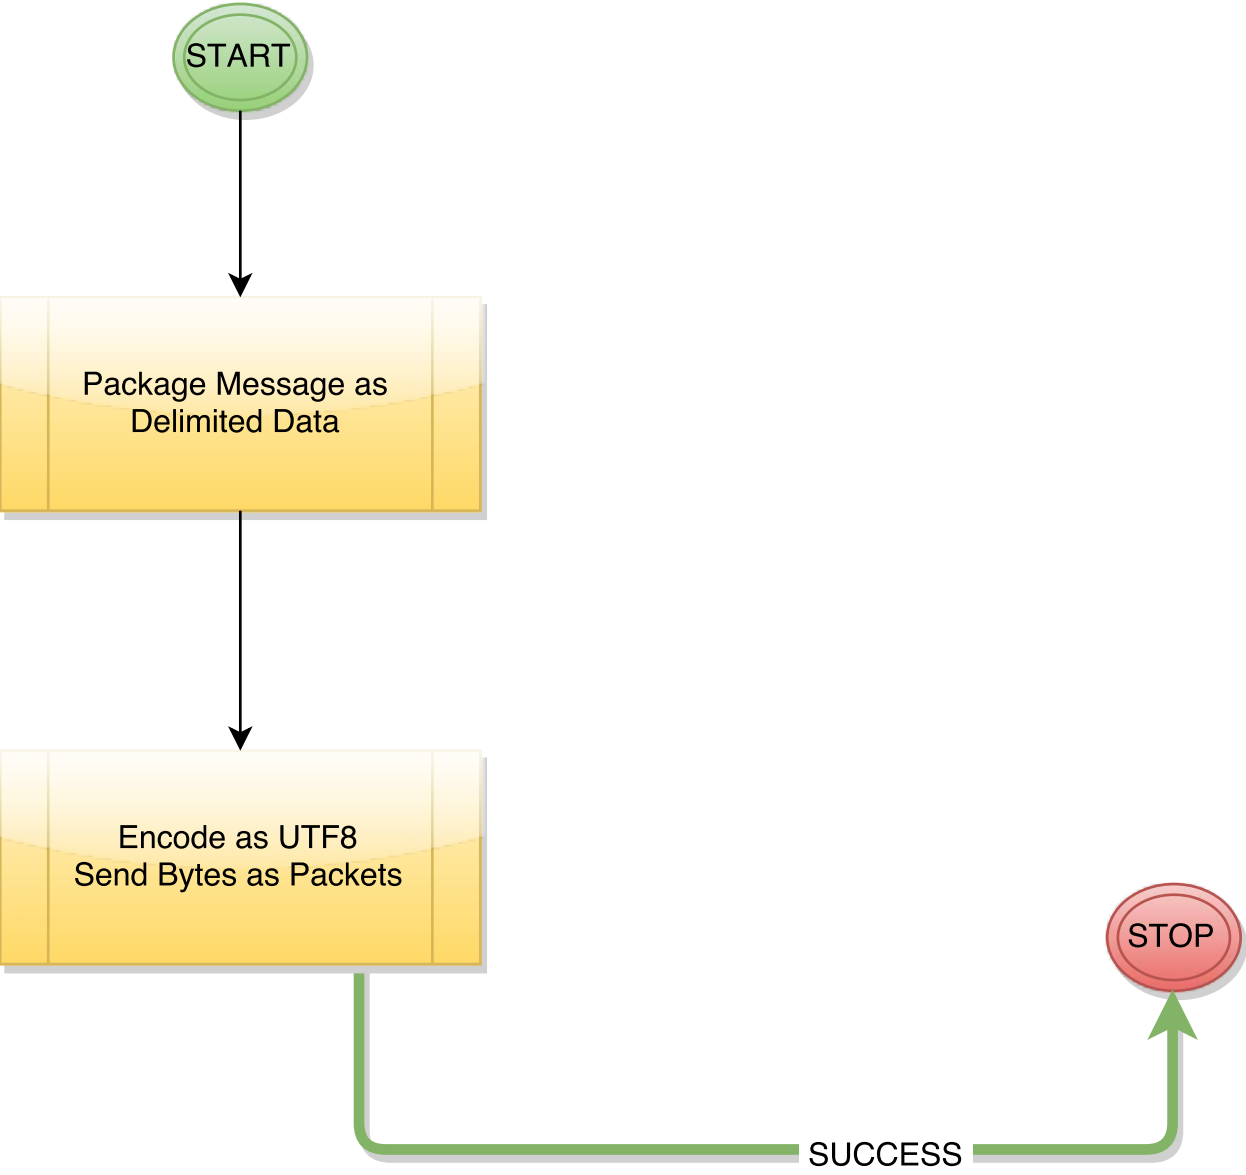 START
Package Message as
Delimited Data
Encode as UTF8
Send Bytes as Packets
STOP
SUCCESS